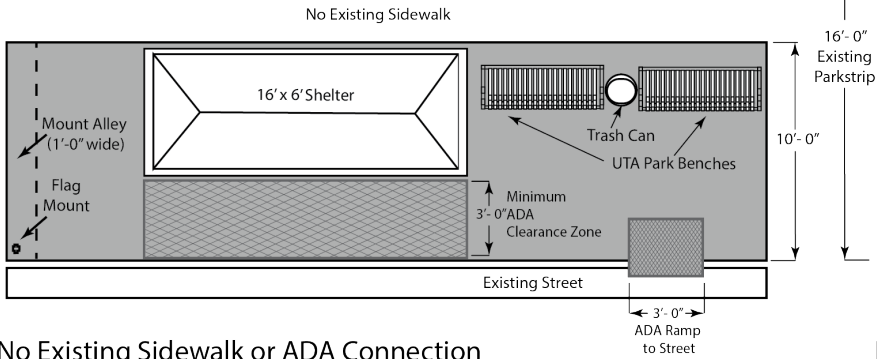 No Existing Sidewalk
16'- 0"
Existing
Parkstrip
16' x 6' Shelter
Mount Alley
(1'-0" wide)
Trash Can
10'- 0"
UTA Park Benches
Flag
Mount
Minimum
3'- 0"ADA
Clearance Zone
Existing Street
3'- 0"
ADA Ramp
to Street
No Existing Sidewalk or ADA Connection